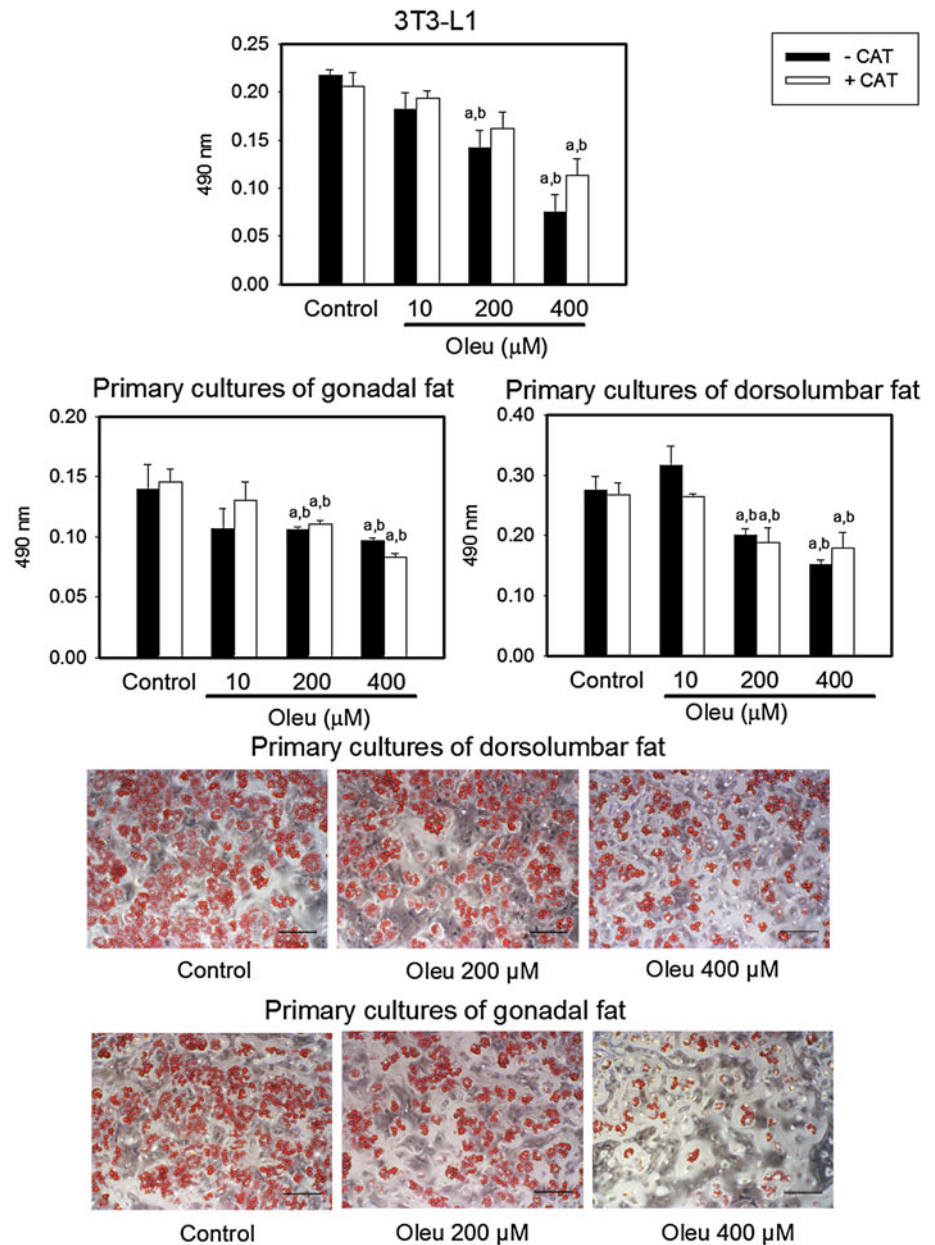 3T3-L1
- CAT
+ CAT
0.25
0.20
0.15
0.10
0.05
0.00
490 nm
a,b
a,b
a,b
Control 10 200 400
Oleu (μM)
Primary cultures of gonadal fat
0.20
0.15
0.10
0.05
0.00
490 nm
a,b
a,b
a,b
a,b
Control 10 200 400
Oleu (μM)
Primary cultures of dorsolumbar fat
0.40
0.30
0.20
0.10
0.00
490 nm
a,b a,b
a,b
a,b
Control 10 200 400
Oleu (μM)
Primary cultures of dorsolumbar fat
Control Oleu 200 μM Oleu 400 μM
Primary cultures of gonadal fat
Control Oleu 200 μM Oleu 400 μM